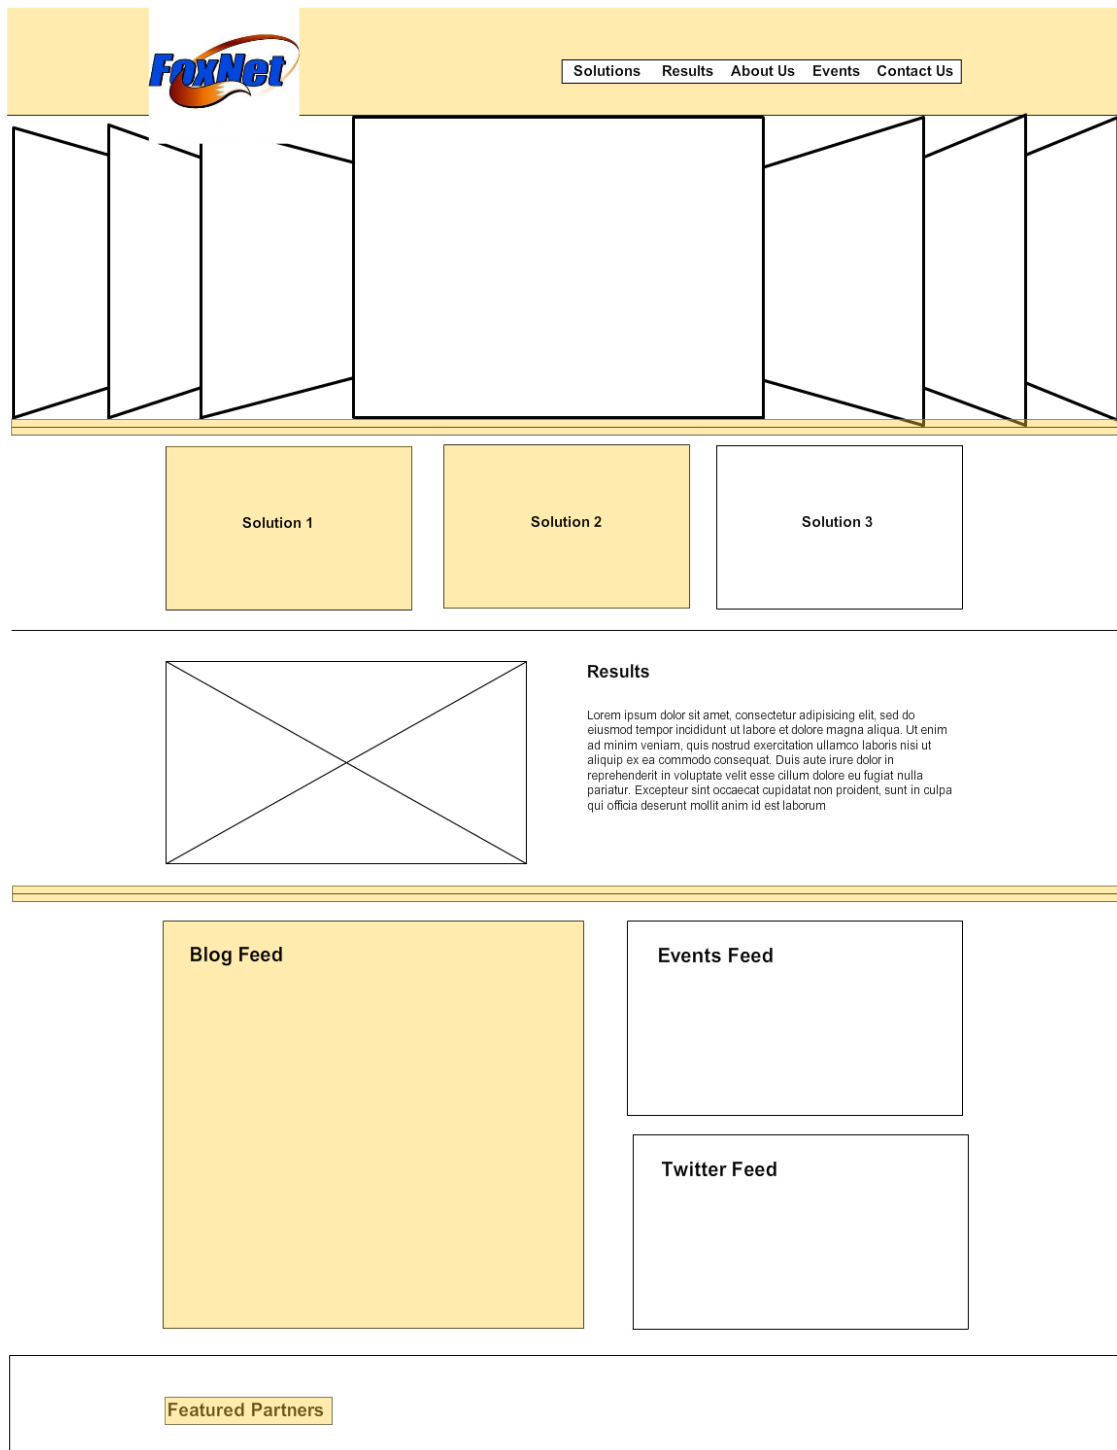 FoxNet
Solutions Results About Us Events Contact Us
Solution 1 Solution 2 Solution 3
Results
Lorem ipsum dolor sit amet, consectetur adipisicing elit, sed do
eiusmod tempor incididunt ut labore et dolore magna aliqua. Ut enim
ad minim veniam, quis nostrud exercitation ullamco laboris nisi ut
aliquip ex ea commodo consequat. Duis aute irure dolor in
reprehenderit in voluptate velit esse cillum dolore eu fugiat nulla
pariatur. Excepteur sint occaecat cupidatat non proident, sunt in culpa
qui officia deserunt mollit anim id est laborum
Blog Feed
Events Feed
Twitter Feed
Featured Partners